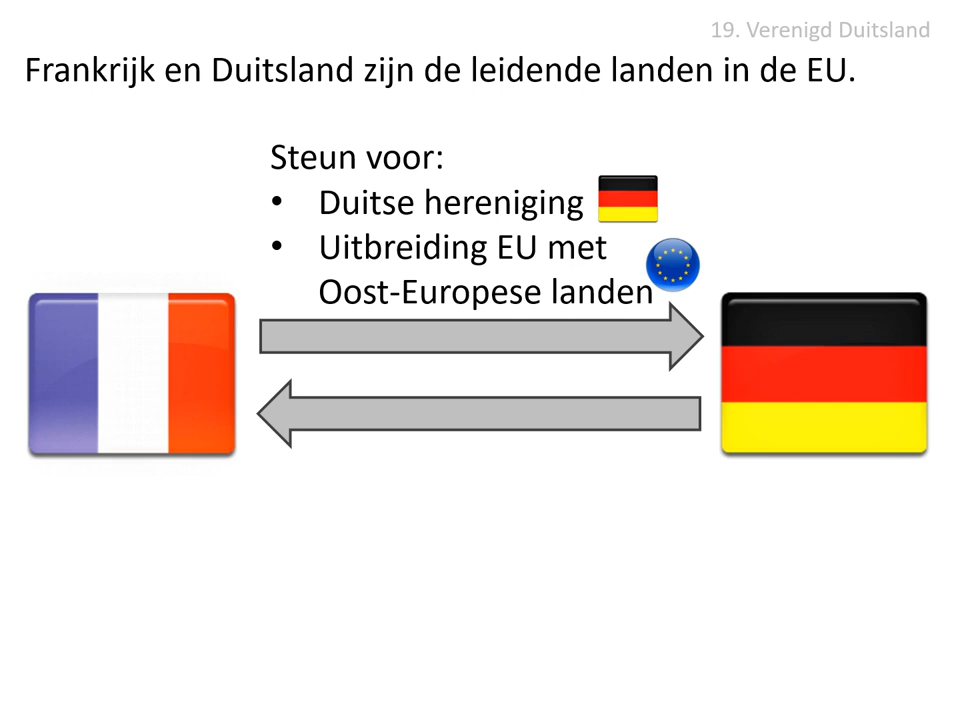 19. Verenigd Duitsland
Frankrijk en Duitsland zijn de leidende landen in de EU.
Steun voor:
• Duitse hereniging
• Uitbreiding EU met
Oost-Europese landen